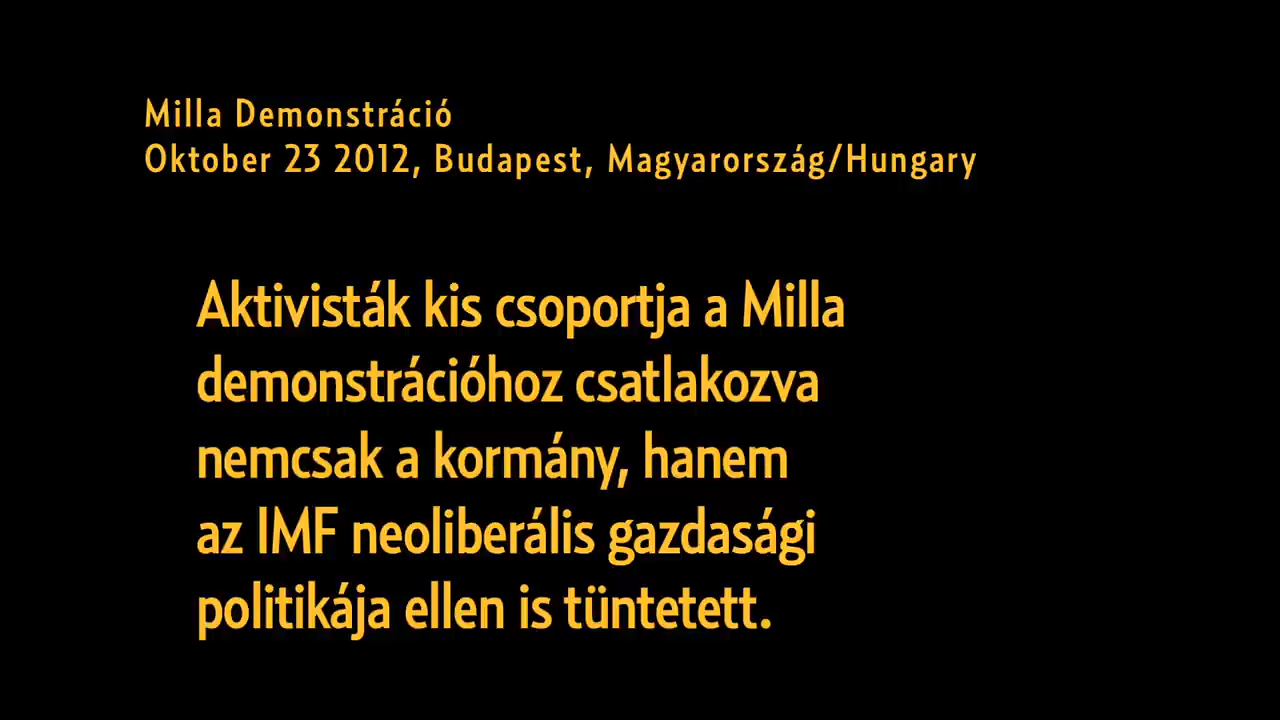 Milla Demonstráció
Oktober 23 2012, Budapest, Magyarország/Hungary
Aktivisták kis csoportja a Milla
demonstrációhoz csatlakozva
nemcsak a kormány, hanem
az IMF neoliberális gazdasági
politikája ellen is tüntetett.